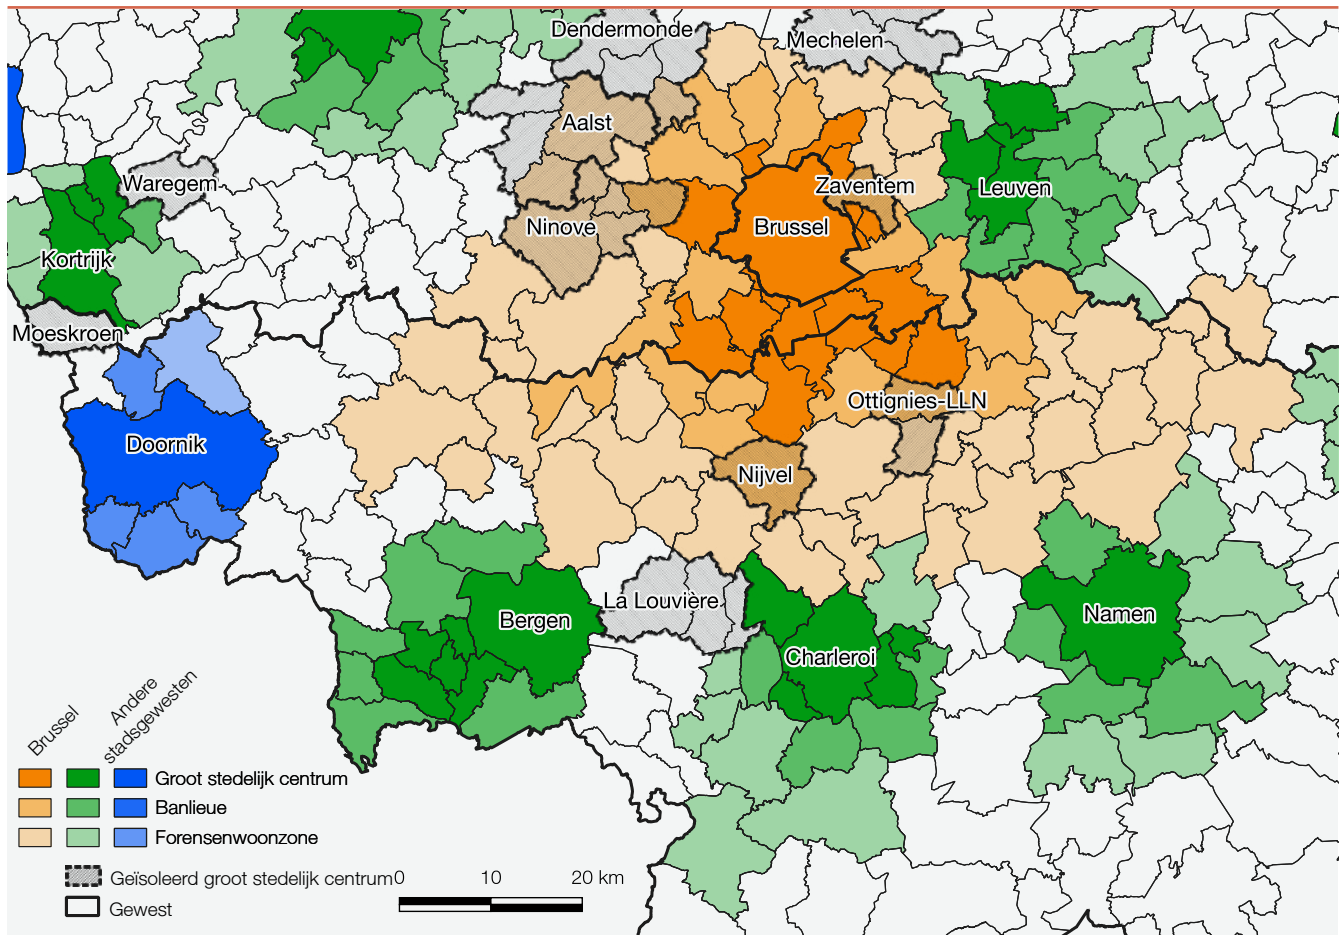 Dendermonde
Mechelen
Aalst
Waregem
Zaventem
Leuven
Ninove
Brussel
Kortrijk
Moeskroen
Ottignies-LLN
Doornik
Nijvel
La Louvière
Bergen
Namen
Charleroi
Brussel
Andere
stadsgewesten
Groot stedelijk centrum
Banlieue
Forensenwoonzone
Geïsoleerd groot stedelijk centrum
Gewest
0 10 20 km